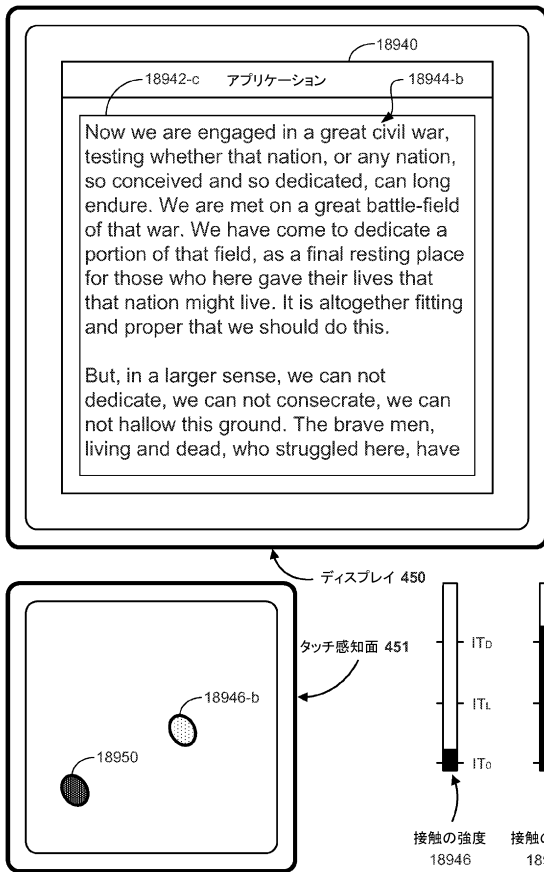 18940
18942-c アプリケーション 18944-b
Now we are engaged in a great civil war,
testing whether that nation, or any nation,
so conceived and so dedicated, can long
endure. We are met on a great battle-field
of that war. We have come to dedicate a
portion of that field, as a final resting place
for those who here gave their lives that
that nation might live. It is altogether fitting
and proper that we should do this.
But, in a larger sense, we can not
dedicate, we can not consecrate, we can
not hallow this ground. The brave men,
living and dead, who struggled here, have
ディスプレイ 450
タッチ感知面 451
18946-b
18950
ITD
ITL
IT0
接触の強度
18946
接触の